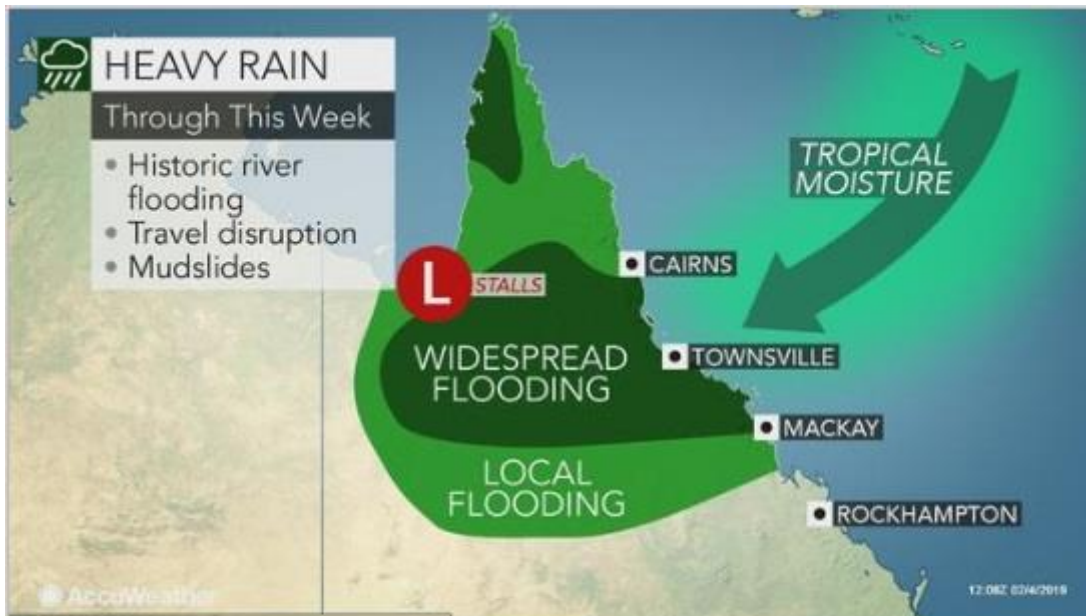 HEAVY RAIN
Through This Week
• Historic river
flooding
• Travel disruption
• Mudslides
TROPICAL
MOISTURE
CAIRNS
L
STALLS
WIDESPREAD
FLOODING
TOWNSVILLE
MACKAY
LOCAL
FLOODING
ROCKHAMPTON
AccuWeather
12:08Z 02/4/2019